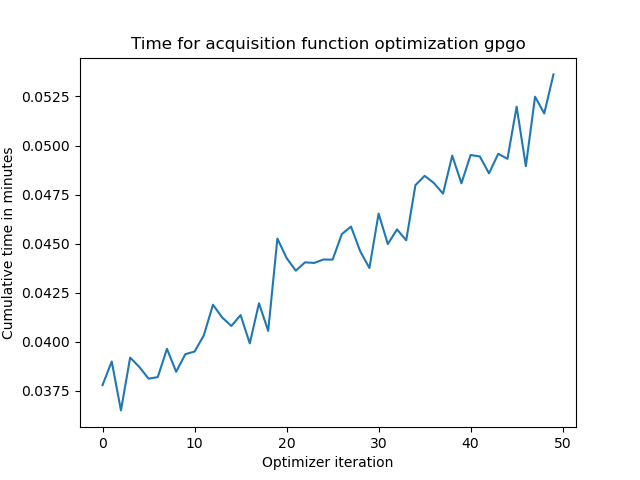 Time for acquisition function optimization gpgo
0.0525
0.0500
0.0475
0.0450
0.0425
0.0400
0.0375
Cumulative time in minutes
0 10 20 30 40 50
Optimizer iteration